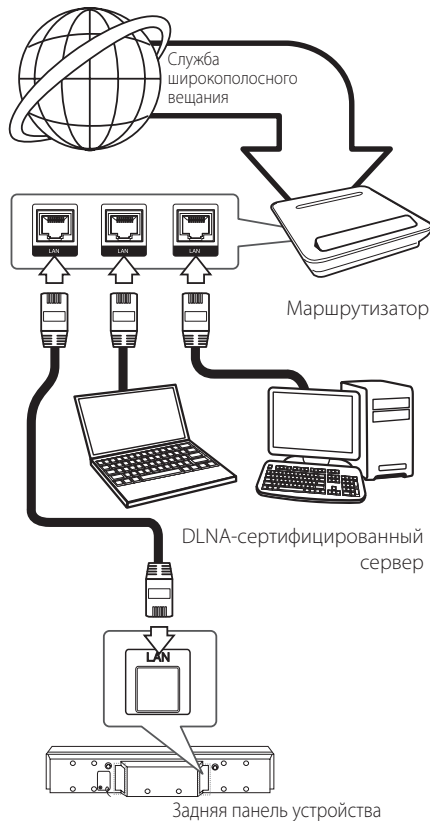 Служба
широкополосного
вещания
LAN
LAN
LAN
Маршрутизатор
DLNA-сертифицированный
сервер
LAN
Задняя панель устройства